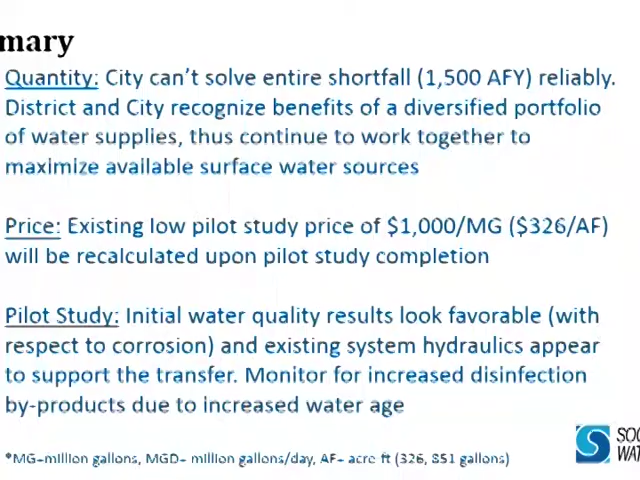 mary
Quantity: City can't solve entire shortfall (1,500 AFY) reliably.
District and City recognize benefits of a diversified portfolio
of water supplies, thus continue to work together to
maximize available surface water sources
Price: Existing low pilot study price of $1,000/MG ($326/AF)
will be recalculated upon pilot study completion
Pilot Study: Initial water quality results look favorable (with
respect to corrosion) and existing system hydraulics appear
to support the transfer. Monitor for increased disinfection
by-products due to increased water age
*MG=million gallons, MGD= million gallons/day, AF= acre ft (326, 851 gallons)
SOQ
WAT